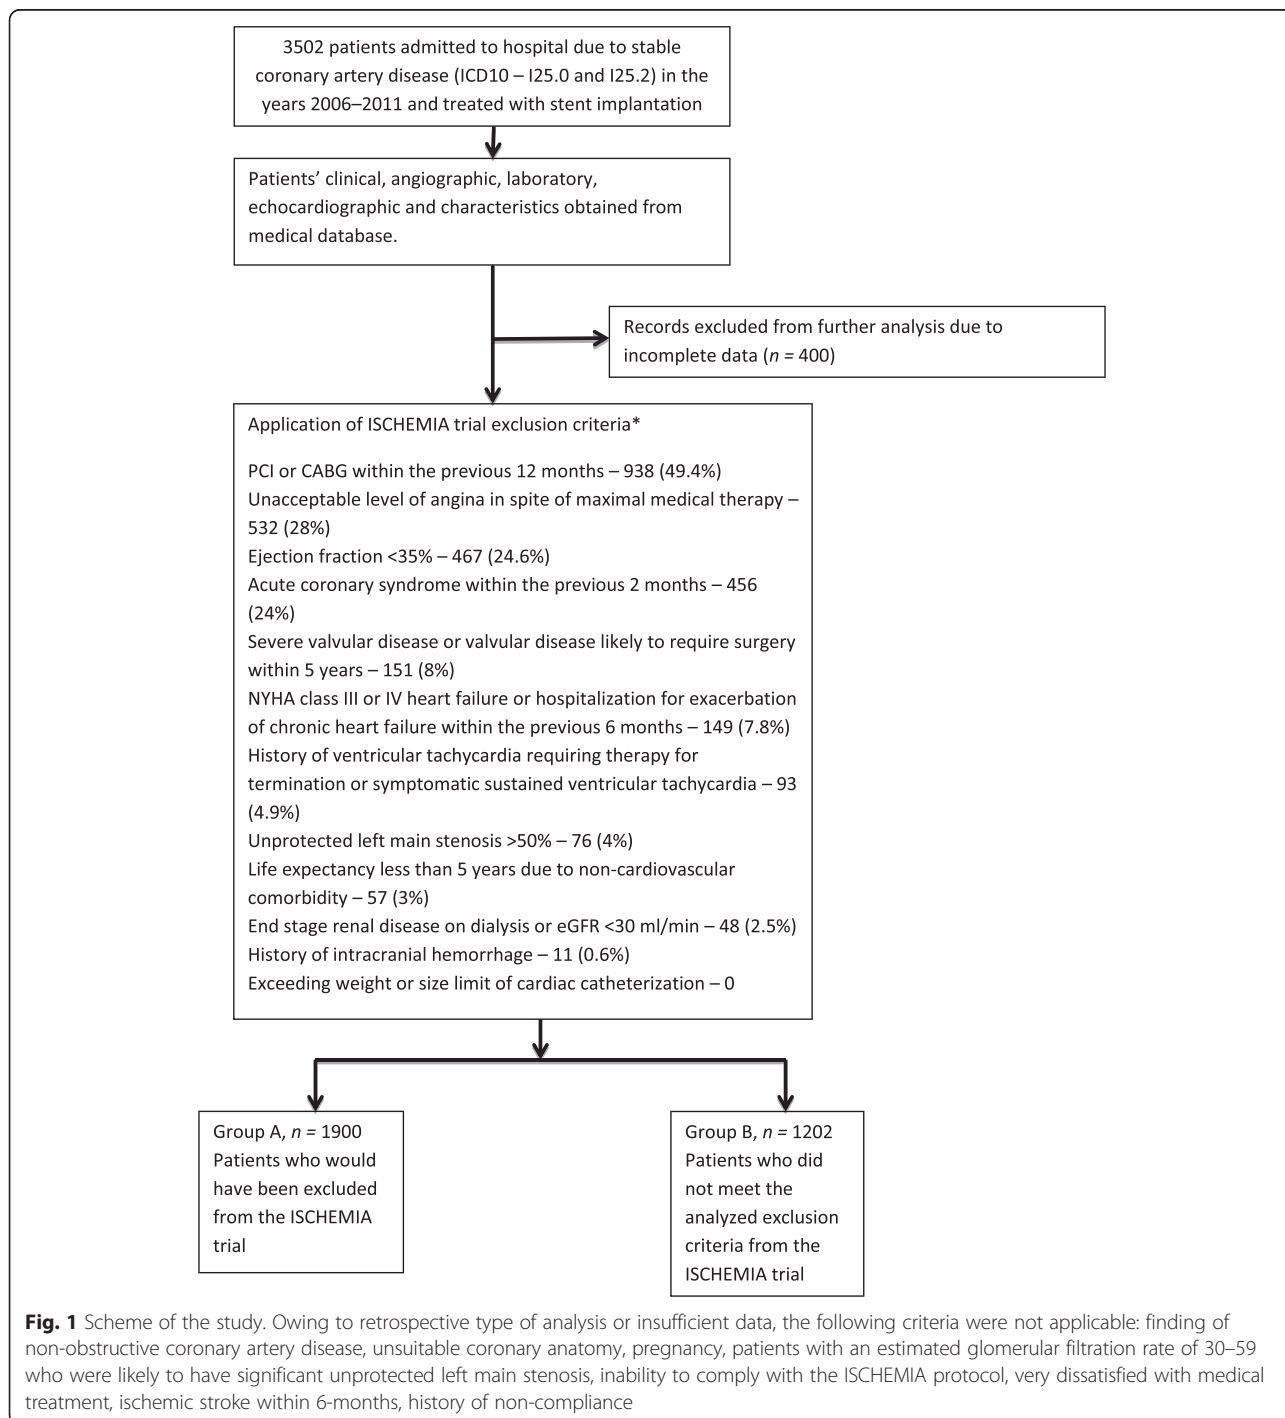 3502 patients admitted to hospital due to stable
coronary artery disease (ICD10 – I25.0 and I25.2) in the
years 2006–2011 and treated with stent implantation
Patients’ clinical, angiographic, laboratory,
echocardiographic and characteristics obtained from
medical database.
Records excluded from further analysis due to
incomplete data (n = 400)
Application of ISCHEMIA trial exclusion criteria*
PCI or CABG within the previous 12 months – 938 (49.4%)
Unacceptable level of angina in spite of maximal medical therapy –
532 (28%)
Ejection fraction <35% – 467 (24.6%)
Acute coronary syndrome within the previous 2 months – 456
(24%)
Severe valvular disease or valvular disease likely to require surgery
within 5 years – 151 (8%)
NYHA class III or IV heart failure or hospitalization for exacerbation
of chronic heart failure within the previous 6 months – 149 (7.8%)
History of ventricular tachycardia requiring therapy for
termination or symptomatic sustained ventricular tachycardia – 93
(4.9%)
Unprotected left main stenosis >50% – 76 (4%)
Life expectancy less than 5 years due to non-cardiovascular
comorbidity – 57 (3%)
End stage renal disease on dialysis or eGFR <30 ml/min – 48 (2.5%)
History of intracranial hemorrhage – 11 (0.6%)
Exceeding weight or size limit of cardiac catheterization – 0
Group A, n = 1900
Patients who would
have been excluded
from the ISCHEMIA
trial
Group B, n = 1202
Patients who did
not meet the
analyzed exclusion
criteria from the
ISCHEMIA trial
Fig. 1 Scheme of the study. Owing to retrospective type of analysis or insufficient data, the following criteria were not applicable: finding of
non-obstructive coronary artery disease, unsuitable coronary anatomy, pregnancy, patients with an estimated glomerular filtration rate of 30–59
who were likely to have significant unprotected left main stenosis, inability to comply with the ISCHEMIA protocol, very dissatisfied with medical
treatment, ischemic stroke within 6-months, history of non-compliance